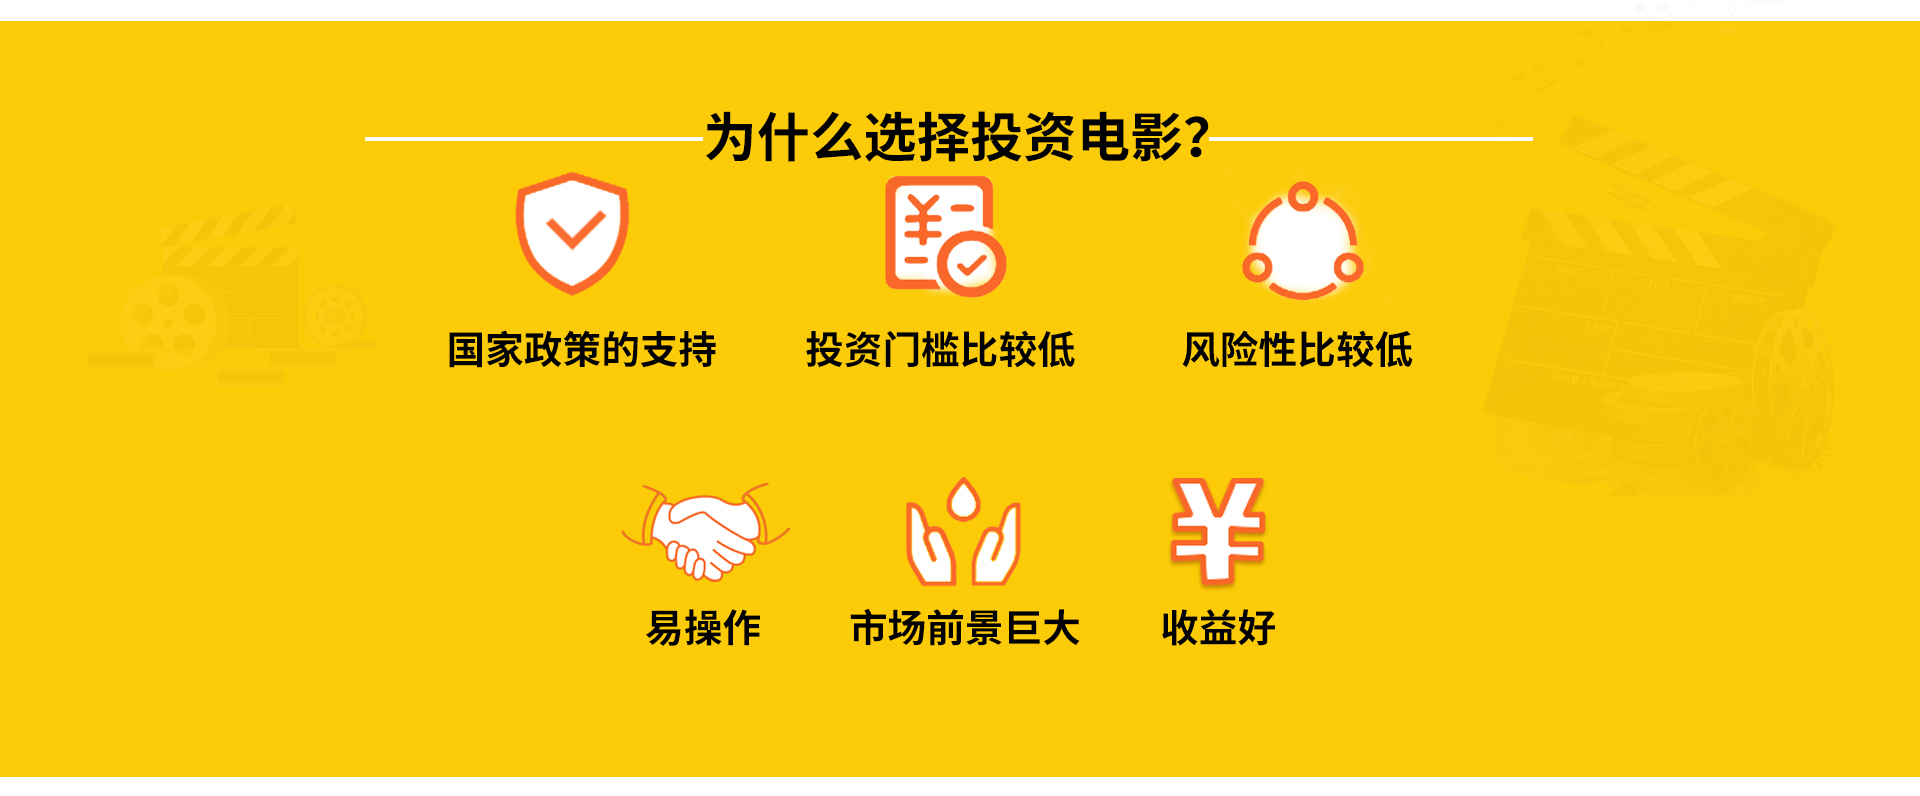 为什么选择投资电影?
国家政策的支持
投资门槛比较低
风险性比较低
易操作
市场前景巨大
收益好